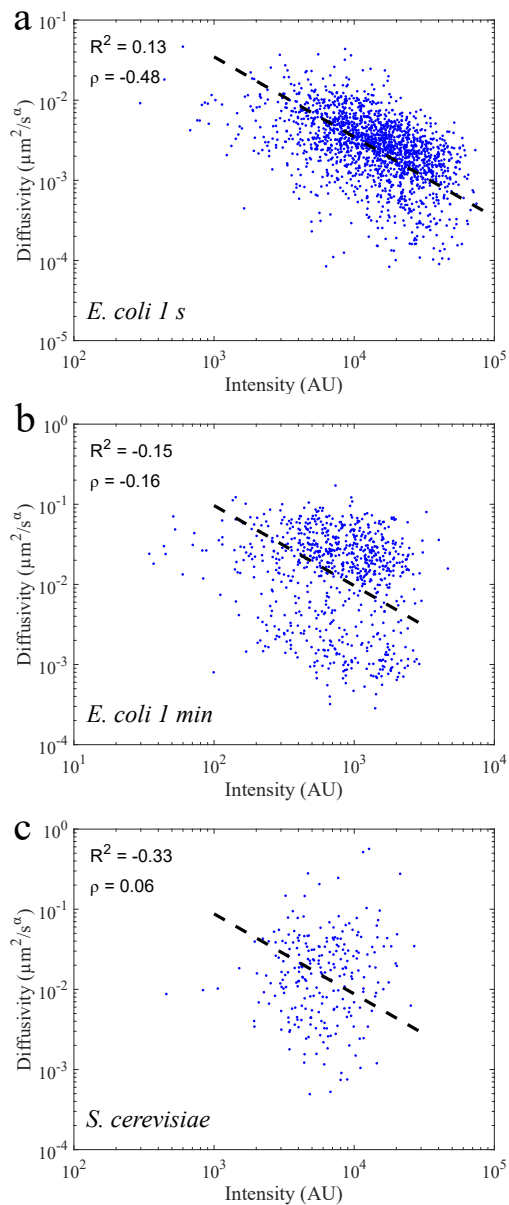 a
10⁻¹
R² = 0.13
ρ = -0.48
10⁻²
10⁻³
10⁻⁴
10⁻⁵
Diffusivity (μm²/s^α)
E. coli 1 s
10² 10³ 10⁴ 10⁵
Intensity (AU)
b
10⁰
R² = -0.15
ρ = -0.16
10⁻¹
10⁻²
10⁻³
10⁻⁴
Diffusivity (μm²/s^α)
E. coli 1 min
10¹ 10² 10³ 10⁴
Intensity (AU)
c
10⁰
R² = -0.33
ρ = 0.06
10⁻¹
10⁻²
10⁻³
10⁻⁴
Diffusivity (μm²/s^α)
S. cerevisiae
10² 10³ 10⁴ 10⁵
Intensity (AU)